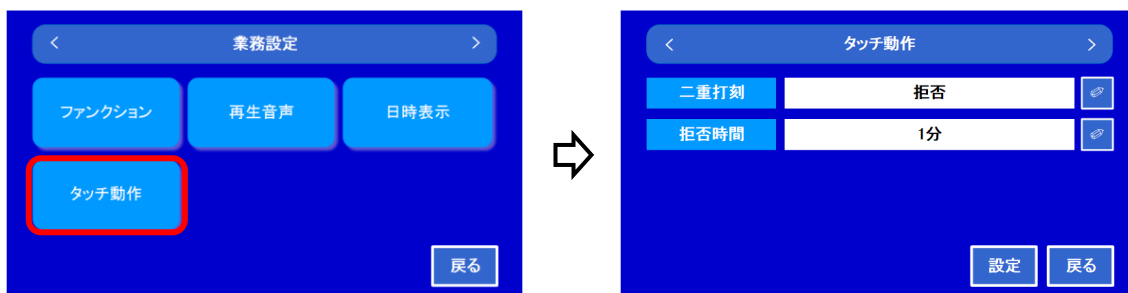 < 業務設定 >
ファンクション 再生音声 日時表示
タッチ動作
戻る
< タッチ動作 >
二重打刻 拒否
拒否時間 1分
設定 戻る